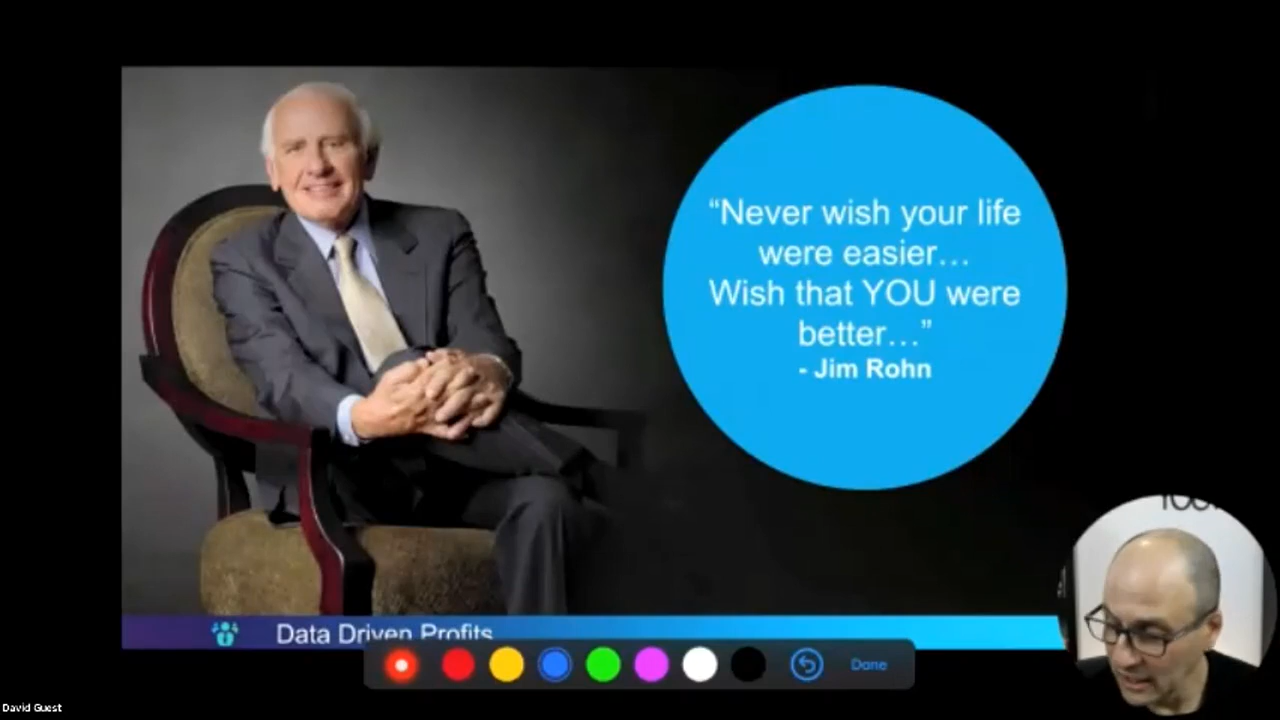 “Never wish your life
were easier…
Wish that YOU were
better…”
- Jim Rohn
Data Driven Profits
Done
David Guest